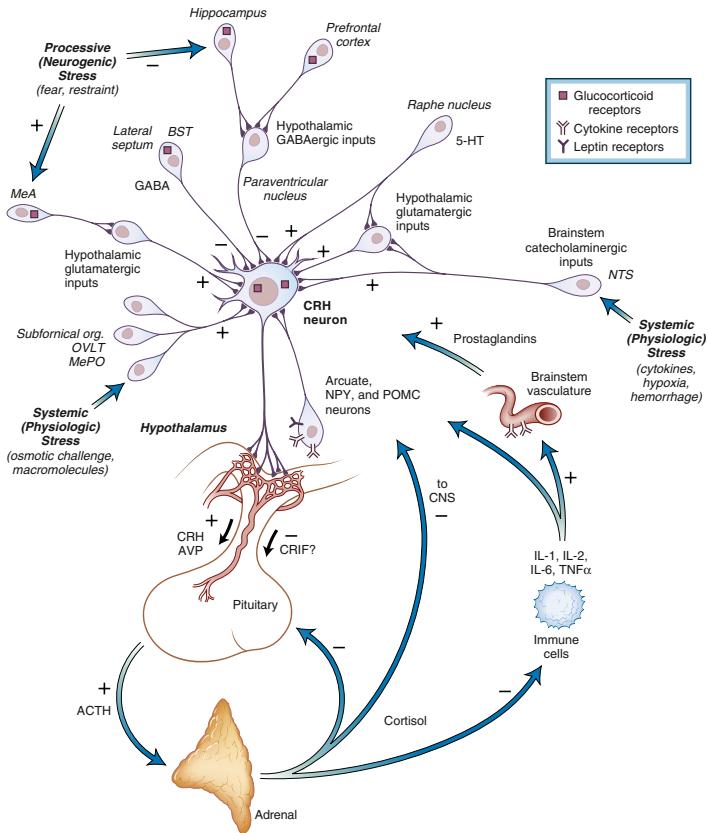 Hippocampus
Prefrontal
cortex
Processive
(Neurogenic)
Stress
(fear, restraint)
−
+
Glucocorticoid
receptors
Cytokine receptors
Leptin receptors
Raphe nucleus
5-HT
Lateral
septum
BST
GABA
Hypothalamic
GABAergic inputs
Paraventricular
nucleus
MeA
Hypothalamic
glutamatergic
inputs
Hypothalamic
glutamatergic
inputs
Brainstem
catecholaminergic
inputs
NTS
−
−
+
+
+
+
+
CRH
neuron
Subfornical org.
OVLT
MePO
Systemic
(Physiologic)
Stress
(osmotic challenge,
macromolecules)
Systemic
(Physiologic)
Stress
(cytokines,
hypoxia,
hemorrhage)
+
Prostaglandins
Brainstem
vasculature
Arcuate,
NPY, and POMC
neurons
Hypothalamus
+
CRH
AVP
−
CRIF?
to
CNS
−
+
IL-1, IL-2,
IL-6, TNFα
Immune
cells
Pituitary
−
−
+
ACTH
Cortisol
Adrenal